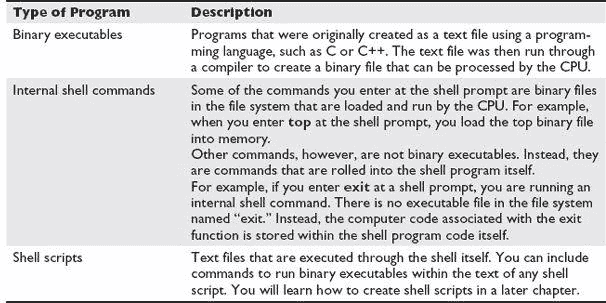 Type of Program Description
Binary executables Programs that were originally created as a text file using a program-
ming language, such as C or C++. The text file was then run through
a compiler to create a binary file that can be processed by the CPU.
Internal shell commands Some of the commands you enter at the shell prompt are binary files
in the file system that are loaded and run by the CPU. For example,
when you enter top at the shell prompt, you load the top binary file
into memory.
Other commands, however, are not binary executables. Instead, they
are commands that are rolled into the shell program itself.
For example, if you enter exit at a shell prompt, you are running an
internal shell command. There is no executable file in the file system
named “exit.” Instead, the computer code associated with the exit
function is stored within the shell program code itself.
Shell scripts Text files that are executed through the shell itself. You can include
commands to run binary executables within the text of any shell
script. You will learn how to create shell scripts in a later chapter.